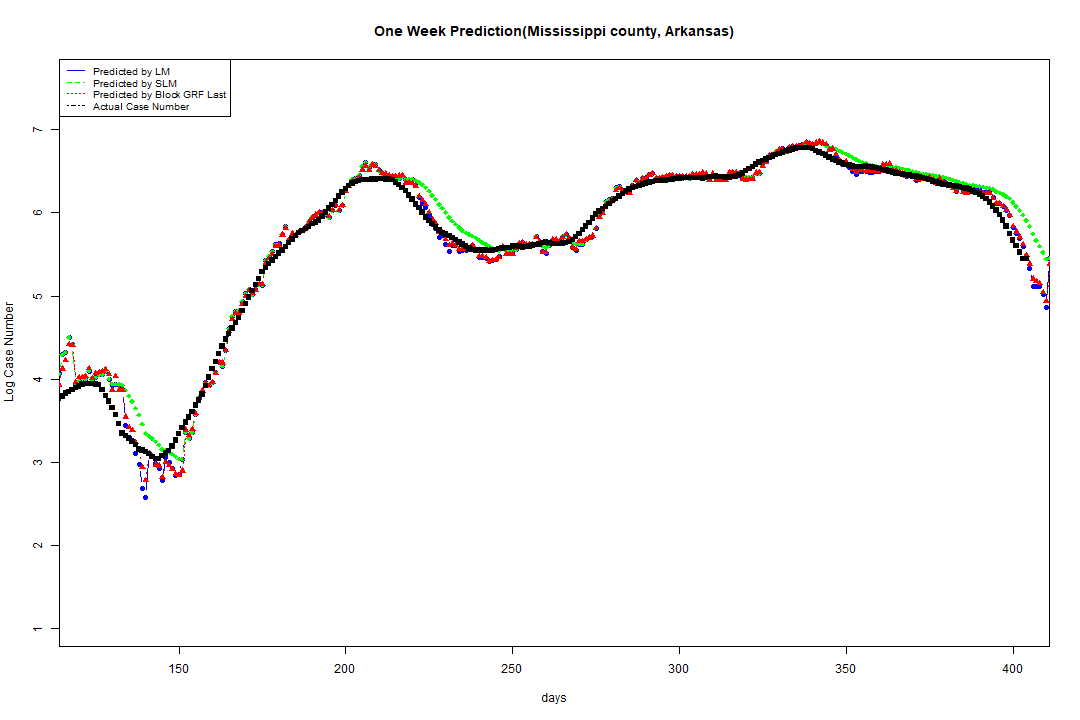 One Week Prediction(Mississippi county, Arkansas)
Predicted by LM
Predicted by SLM
Predicted by Block GRF Last
Actual Case Number
7
6
5
4
3
2
1
Log Case Number
150 200 250 300 350 400
days